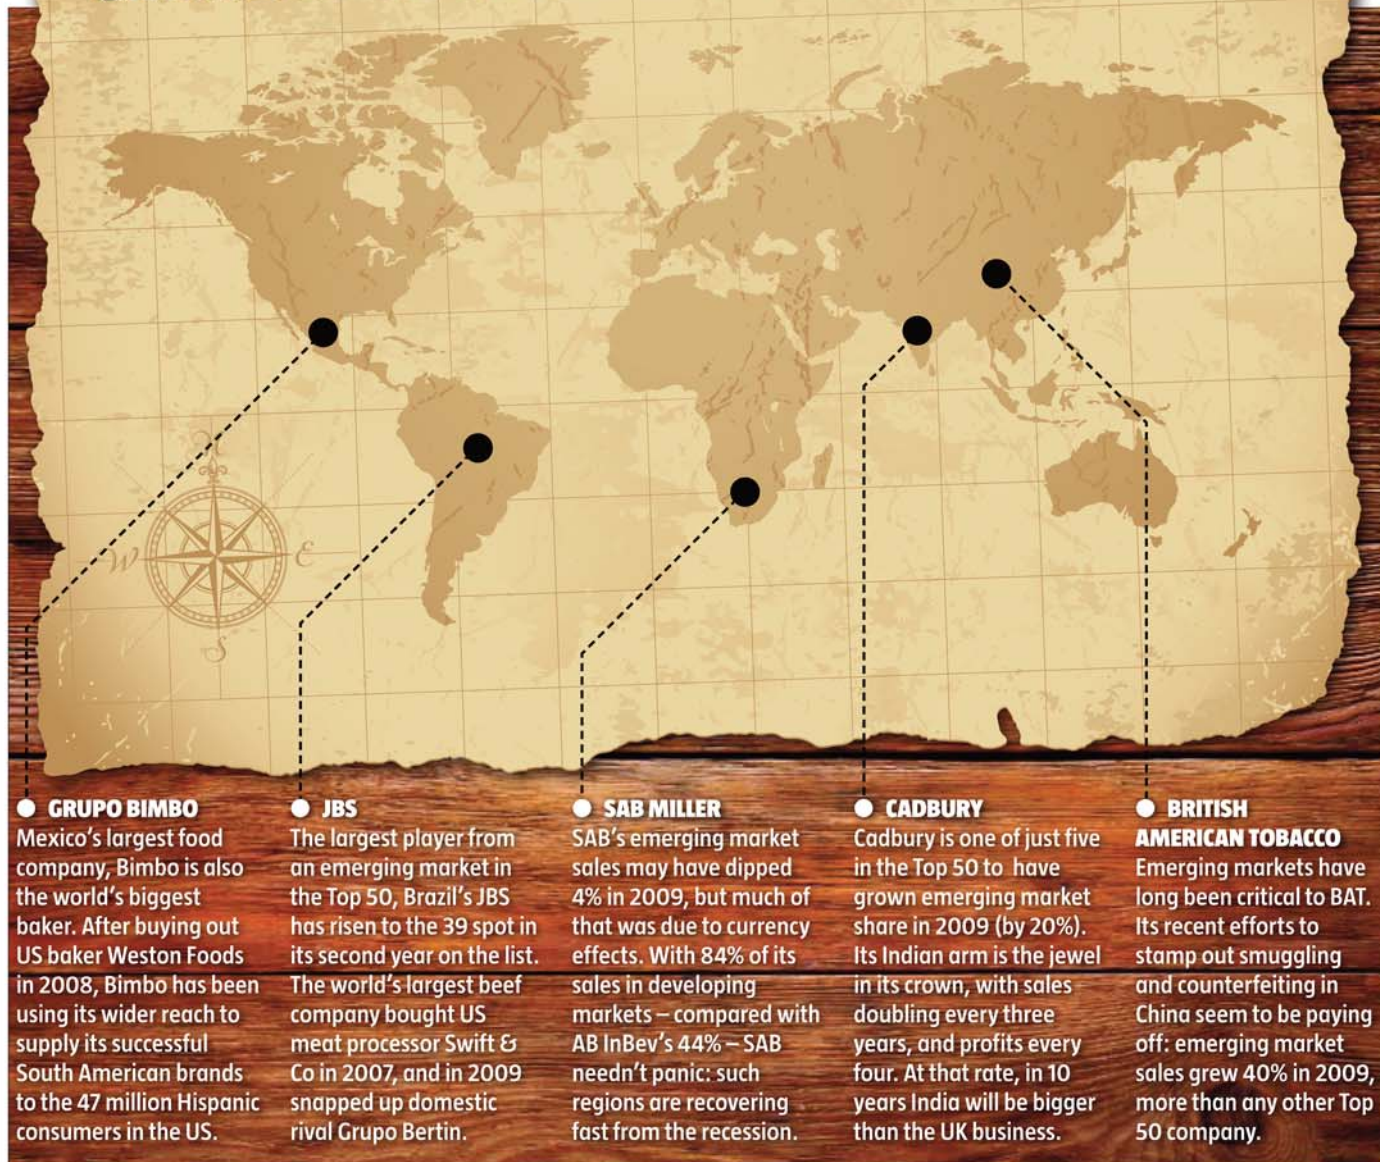 W
E
S
GRUPO BIMBO
Mexico's largest food
company, Bimbo is also
the world's biggest
baker. After buying out
US baker Weston Foods
in 2008, Bimbo has been
using its wider reach to
supply its successful
South American brands
to the 47 million Hispanic
consumers in the US.
JBS
The largest player from
an emerging market in
the Top 50, Brazil's JBS
has risen to the 39 spot in
its second year on the list.
The world's largest beef
company bought US
meat processor Swift &
Co in 2007, and in 2009
snapped up domestic
rival Grupo Bertin.
SAB MILLER
SAB's emerging market
sales may have dipped
4% in 2009, but much of
that was due to currency
effects. With 84% of its
sales in developing
markets – compared with
AB InBev's 44% – SAB
needn't panic: such
regions are recovering
fast from the recession.
CADBURY
Cadbury is one of just five
in the Top 50 to have
grown emerging market
share in 2009 (by 20%).
Its Indian arm is the jewel
in its crown, with sales
doubling every three
years, and profits every
four. At that rate, in 10
years India will be bigger
than the UK business.
BRITISH
AMERICAN TOBACCO
Emerging markets have
long been critical to BAT.
Its recent efforts to
stamp out smuggling
and counterfeiting in
China seem to be paying
off: emerging market
sales grew 40% in 2009,
more than any other Top
50 company.